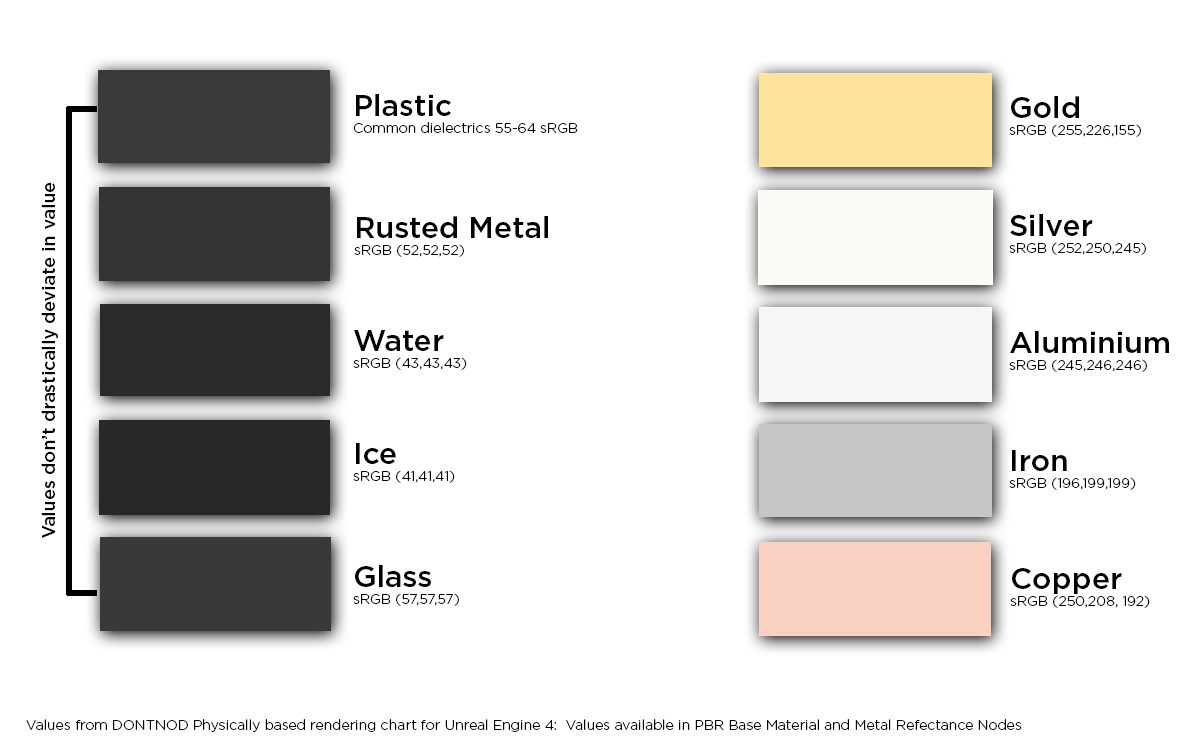 Values don't drastically deviate in value
Plastic
Common dielectrics 55-64 sRGB
Rusted Metal
sRGB (52,52,52)
Water
sRGB (43,43,43)
Ice
sRGB (41,41,41)
Glass
sRGB (57,57,57)
Gold
sRGB (255,226,155)
Silver
sRGB (252,250,245)
Aluminium
sRGB (245,246,246)
Iron
sRGB (196,199,199)
Copper
sRGB (250,208, 192)
Values from DONTNOD Physically based rendering chart for Unreal Engine 4:  Values available in PBR Base Material and Metal Refectance Nodes